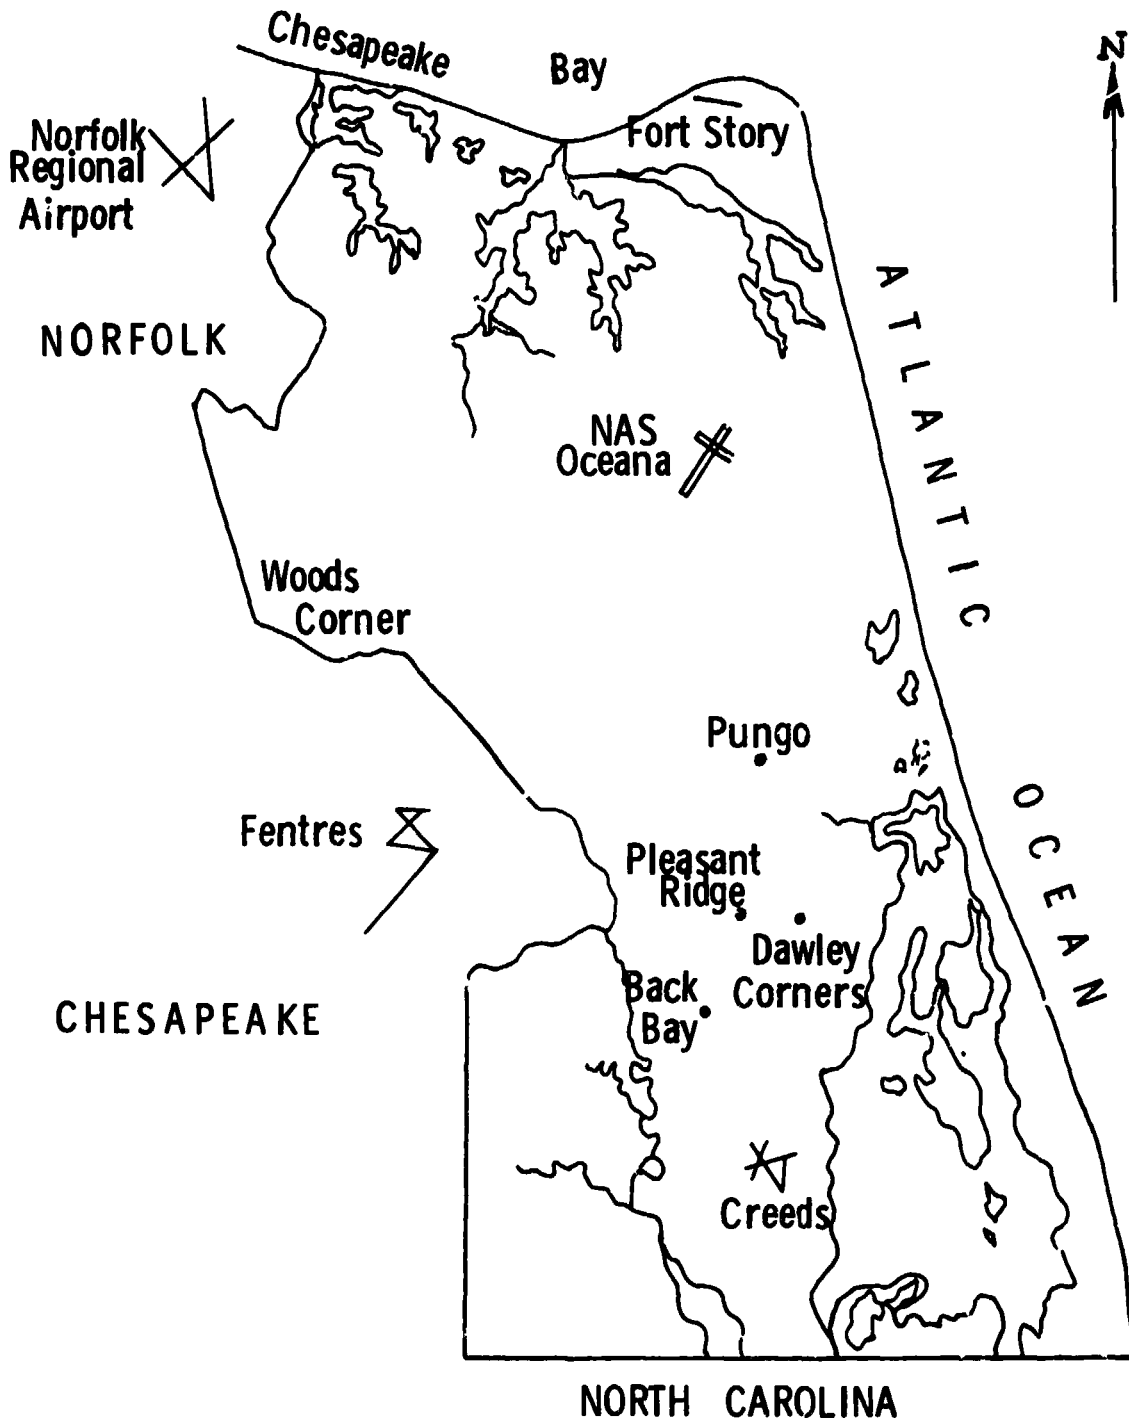 Chesapeake Bay
N
Fort Story
Norfolk
Regional
Airport
ATLANTIC OCEAN
NORFOLK
NAS
Oceana
Woods
Corner
Pungo
Fentres
Pleasant
Ridge
Dawley
Corners
Back
Bay
CHESAPEAKE
Creeds
NORTH CAROLINA